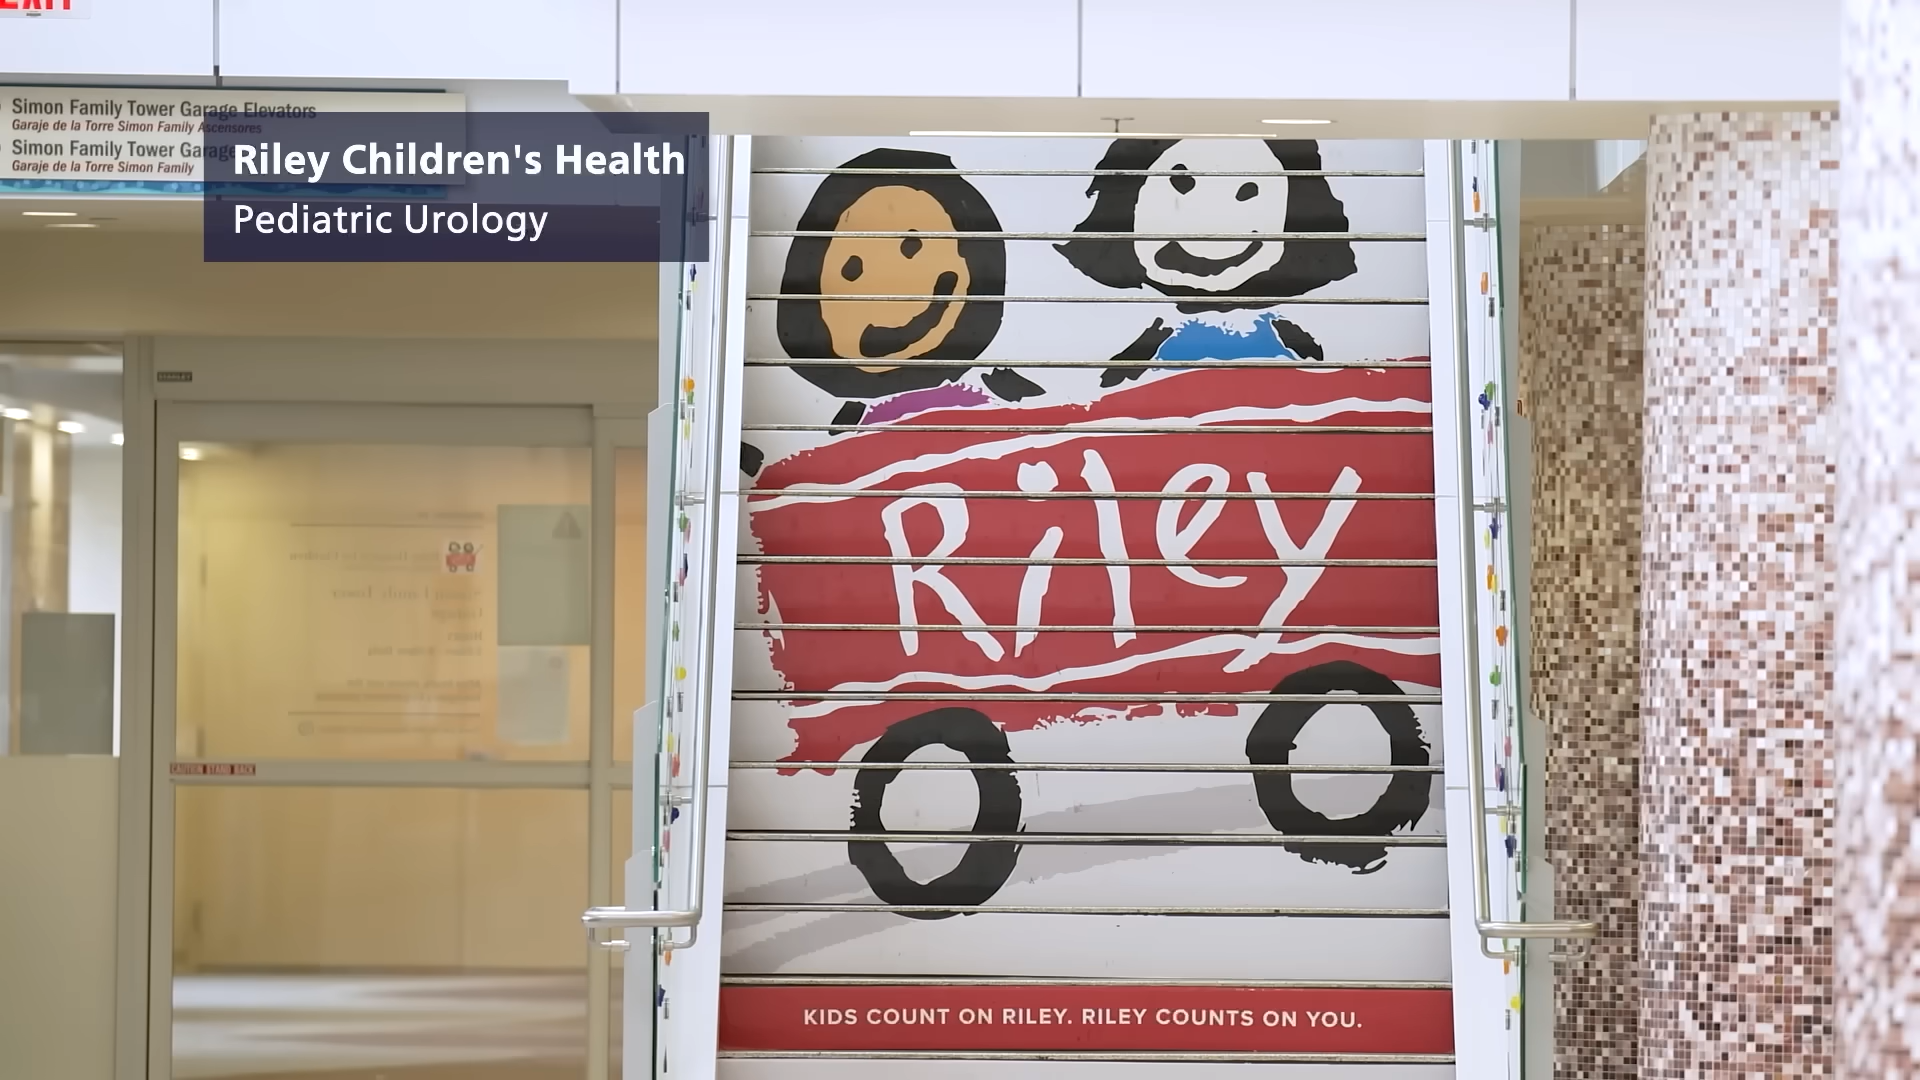 EXIT
Simon Family Tower Garage Elevators
Garaje de la Torre Simon Family Ascensores
Simon Family Tower Garage
Garaje de la Torre Simon Family
Riley Children's Health
Pediatric Urology
STANLEY
CAUTION STAND BACK
Riley
KIDS COUNT ON RILEY. RILEY COUNTS ON YOU.